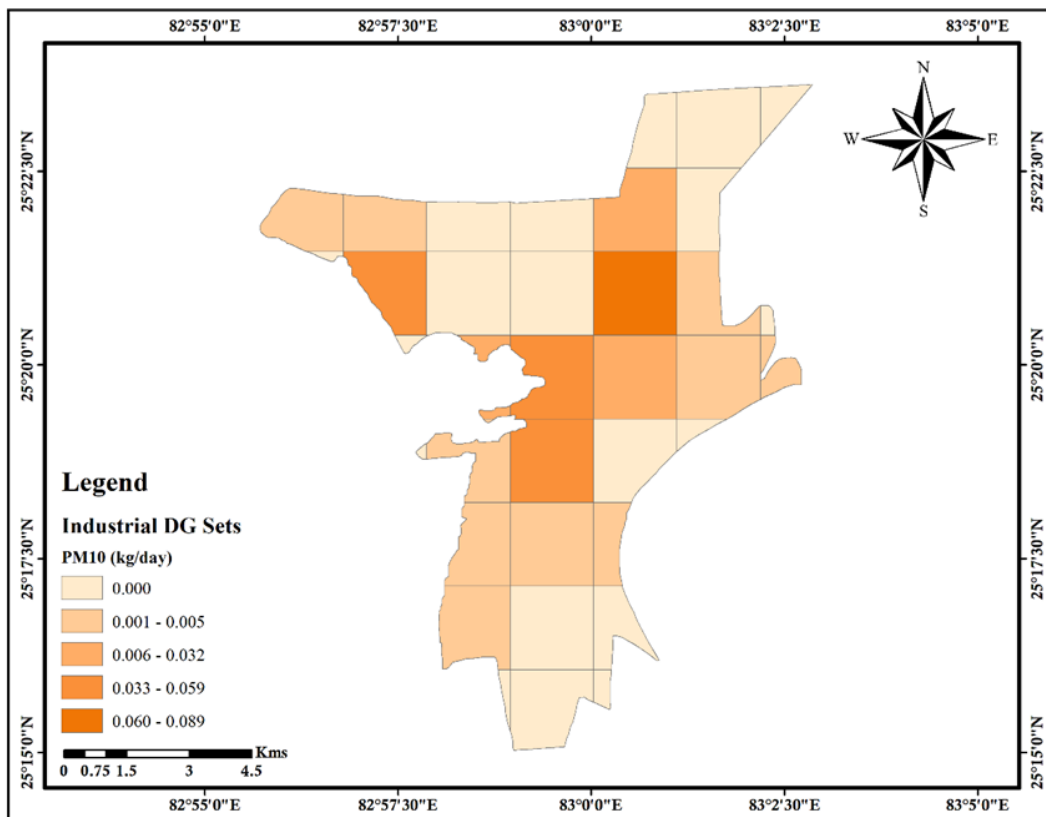 82°55'0"E 82°57'30"E 83°0'0"E 83°2'30"E 83°5'0"E
N
W E
S
25°22'30"N 25°22'30"N
25°20'0"N 25°20'0"N
25°17'30"N 25°17'30"N
25°15'0"N 25°15'0"N
Legend
Industrial DG Sets
PM10 (kg/day)
0.000
0.001 - 0.005
0.006 - 0.032
0.033 - 0.059
0.060 - 0.089
Kms
0 0.75 1.5 3 4.5
82°55'0"E 82°57'30"E 83°0'0"E 83°2'30"E 83°5'0"E